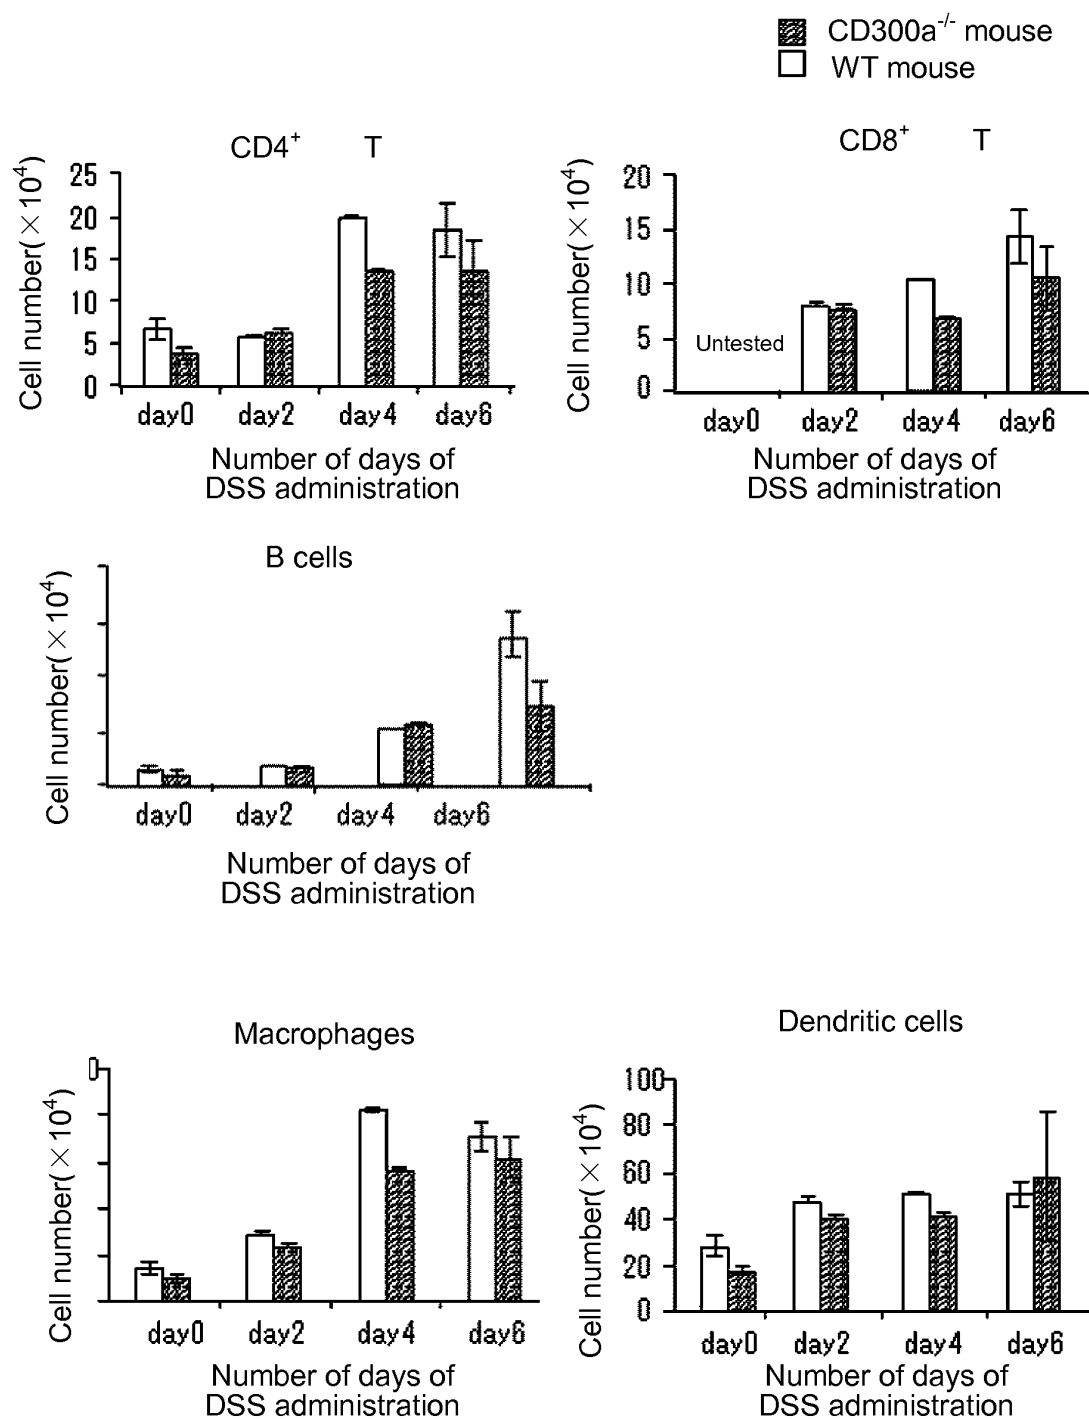 CD300a-/- mouse
WT mouse
CD4+ T
Cell number(×104)
25
20
15
10
5
0
day0 day2 day4 day6
Number of days of
DSS administration
CD8+ T
Cell number(×104)
20
15
10
5
0
Untested
day0 day2 day4 day6
Number of days of
DSS administration
B cells
Cell number(×104)
day0 day2 day4 day6
Number of days of
DSS administration
Macrophages
Cell number(×104)
day0 day2 day4 day6
Number of days of
DSS administration
Dendritic cells
Cell number(×104)
100
80
60
40
20
0
day0 day2 day4 day6
Number of days of
DSS administration